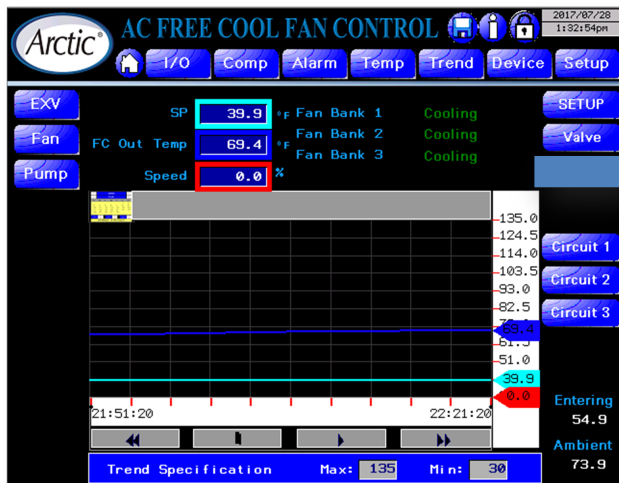 Arctic
AC FREE COOL FAN CONTROL
2017/07/28
1:32:54pm
I/O Comp Alarm Temp Trend Device Setup
EXV
Fan
Pump
SP 39.9 °F
FC Out Temp 69.4 °F
Speed 0.0 %
Fan Bank 1 Cooling
Fan Bank 2 Cooling
Fan Bank 3 Cooling
SETUP
Valve
135.0
124.5
114.0
103.5
93.0
82.5
69.4
61.5
51.0
39.9
0.0
21:51:20 22:21:20
Circuit 1
Circuit 2
Circuit 3
Entering
54.9
Ambient
73.9
Trend Specification Max: 135 Min: 30